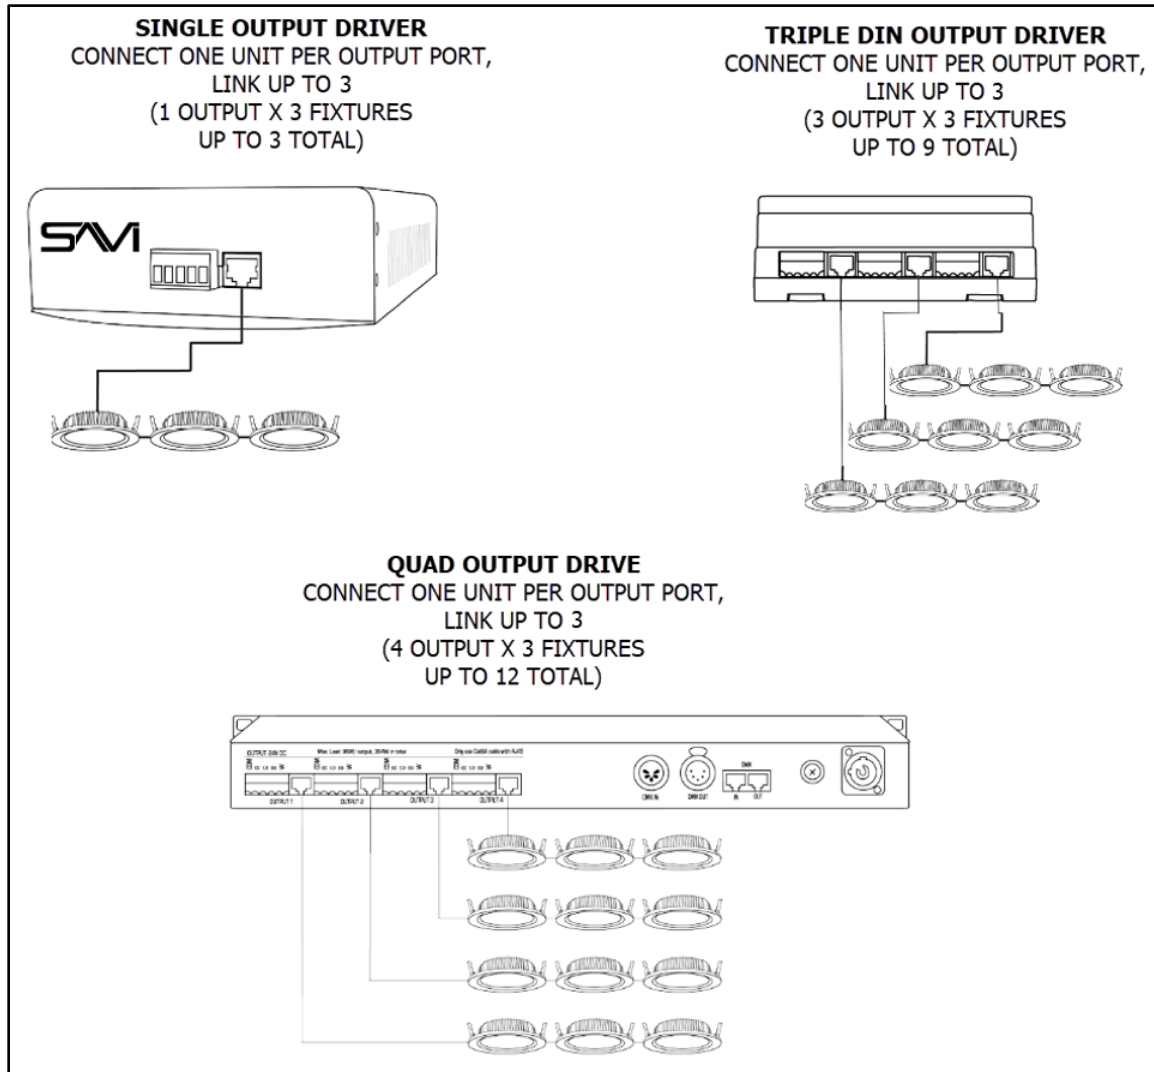 SINGLE OUTPUT DRIVER
CONNECT ONE UNIT PER OUTPUT PORT,
LINK UP TO 3
(1 OUTPUT X 3 FIXTURES
UP TO 3 TOTAL)
SAVI
TRIPLE DIN OUTPUT DRIVER
CONNECT ONE UNIT PER OUTPUT PORT,
LINK UP TO 3
(3 OUTPUT X 3 FIXTURES
UP TO 9 TOTAL)
QUAD OUTPUT DRIVE
CONNECT ONE UNIT PER OUTPUT PORT,
LINK UP TO 3
(4 OUTPUT X 3 FIXTURES
UP TO 12 TOTAL)
OUTPUT 1
OUTPUT 2
OUTPUT 3
OUTPUT 4
DMX IN
DMX OUT
DMX
IN
OUT